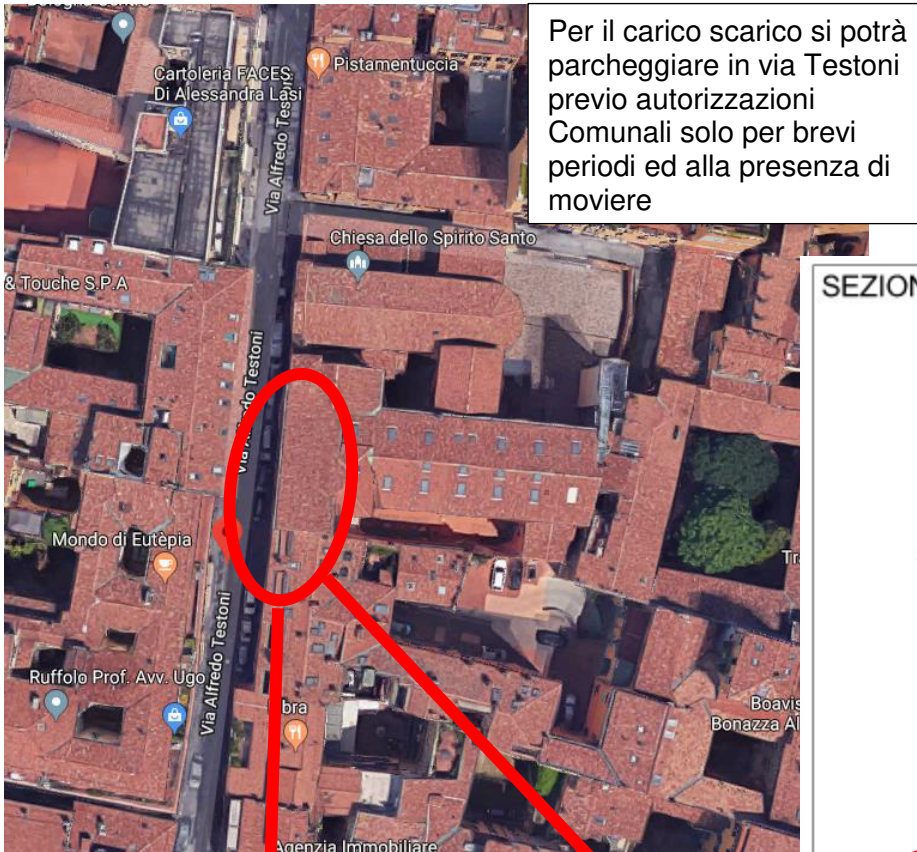 Per il carico scarico si potrà
parcheggiare in via Testoni
previo autorizzazioni
Comunali solo per brevi
periodi ed alla presenza di
moviere
Pistamentuccia
Cartoleria FACES
Di Alessandra Lasi
Via Alfredo Testoni
Chiesa dello Spirito Santo
& Touche S.P.A
SEZION
Via Alfredo Testoni
Mondo di Eutèpia
Via Alfredo Testoni
Ruffolo Prof. Avv. Ugo
bra
Boavis
Bonazza Al
Agenzia Immobiliare